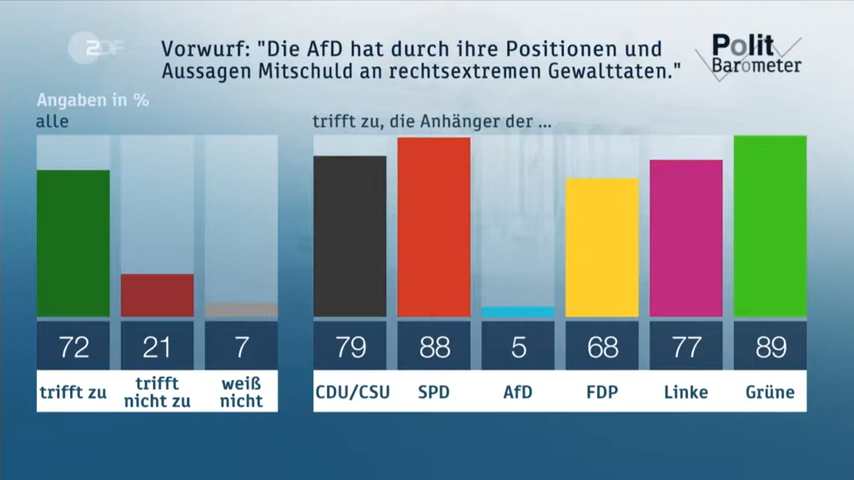 ZDF
Vorwurf: "Die AfD hat durch ihre Positionen und
Aussagen Mitschuld an rechtsextremen Gewalttaten."
Polit
Barometer
Angaben in %
alle
trifft zu, die Anhänger der ...
72 21 7
trifft zu
trifft
nicht zu
weiß
nicht
79 88 5 68 77 89
CDU/CSU SPD AfD FDP Linke Grüne